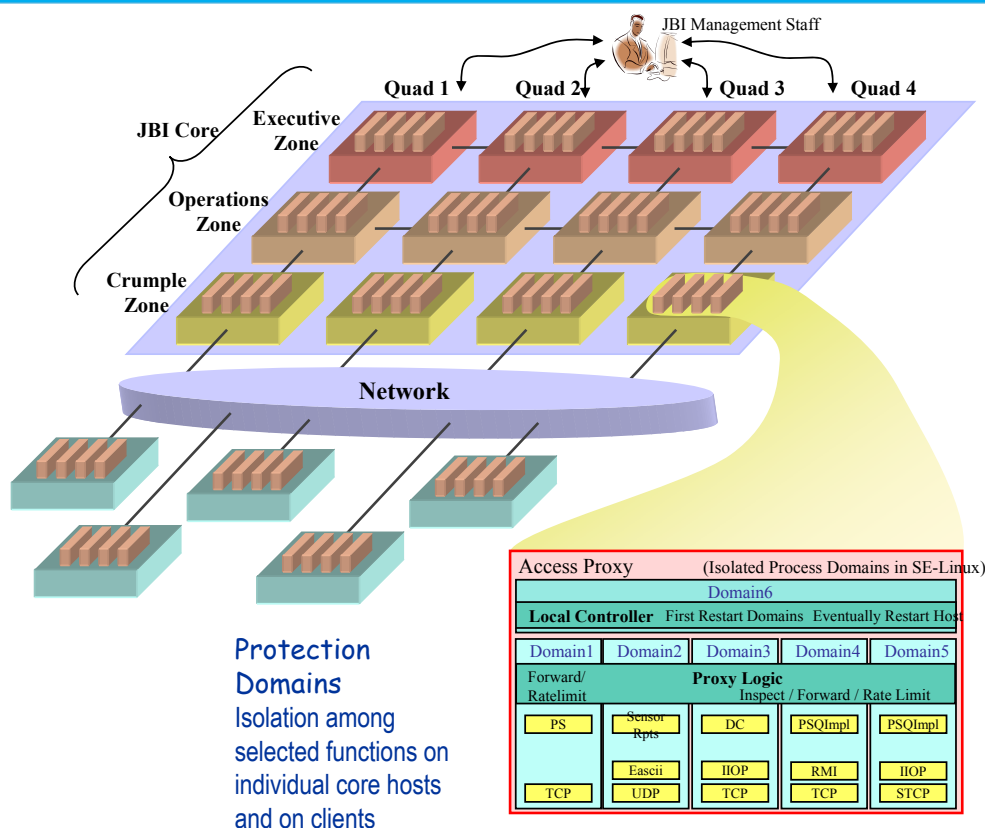 JBI Management Staff
Quad 1
Quad 2
Quad 3
Quad 4
JBI Core
Executive
Zone
Operations
Zone
Crumple
Zone
Network
Protection
Domains
Isolation among
selected functions on
individual core hosts
and on clients
Access Proxy
(Isolated Process Domains in SE-Linux)
Domain6
Local Controller First Restart Domains Eventually Restart Host
Domain1
Domain2
Domain3
Domain4
Domain5
Forward/
Ratelimit
Proxy Logic
Inspect / Forward / Rate Limit
PS
Sensor
Rpts
DC
PSQImpl
PSQImpl
Eascii
IIOP
RMI
IIOP
TCP
UDP
TCP
TCP
STCP